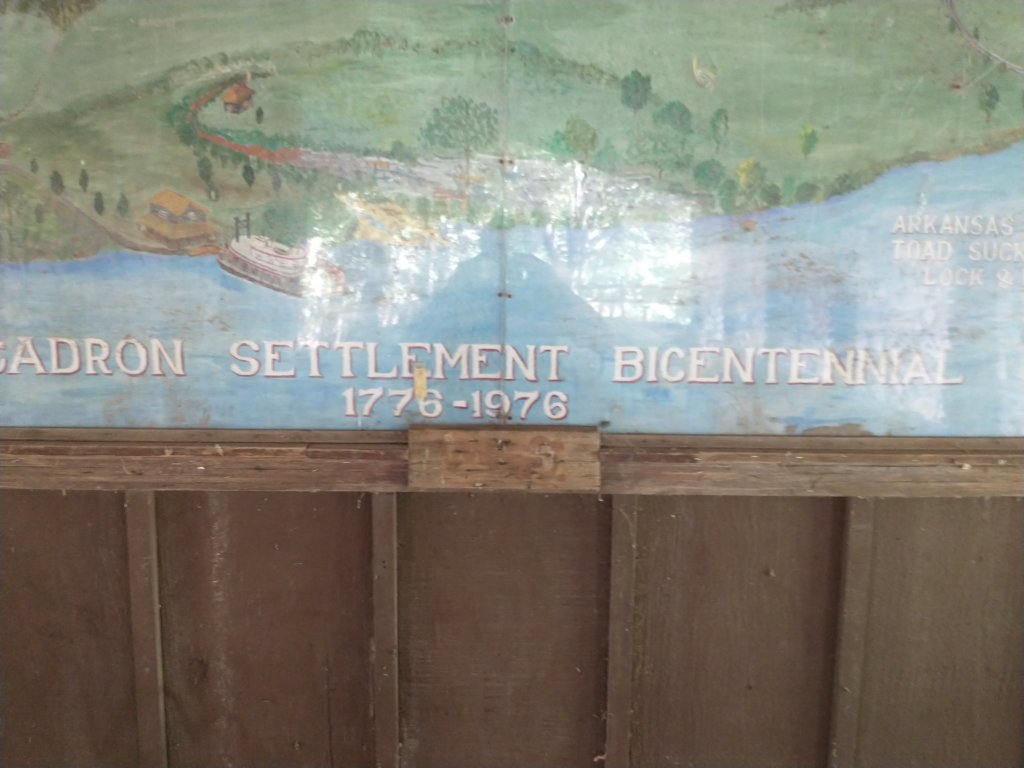 ARKANSAS
TOAD SUCK
LOCK &
CADRON SETTLEMENT BICENTENNIAL
1776-1976